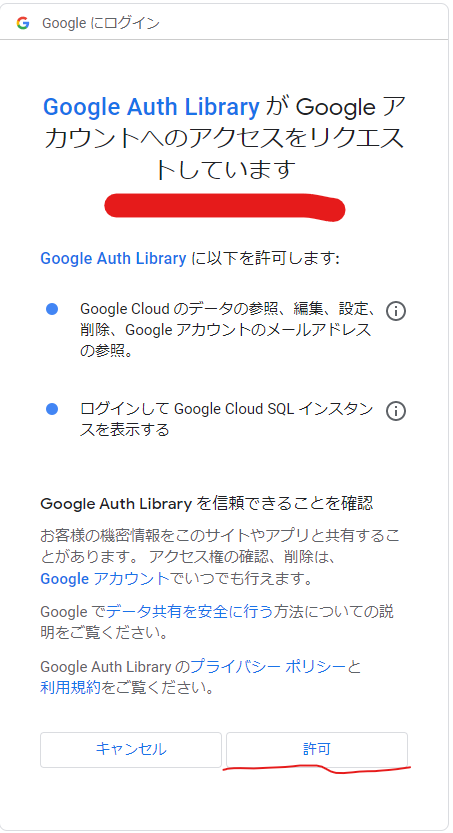 Google にログイン
Google Auth Library が Google ア
カウントへのアクセスをリクエス
トしています
Google Auth Library に以下を許可します:
Google Cloud のデータの参照、編集、設定、
削除、Google アカウントのメールアドレス
の参照。
ログインして Google Cloud SQL インスタン
スを表示する
Google Auth Library を信頼できることを確認
お客様の機密情報をこのサイトやアプリと共有するこ
とがあります。 アクセス権の確認、削除は、
Google アカウントでいつでも行えます。
Google でデータ共有を安全に行う方法についての説
明をご覧ください。
Google Auth Library のプライバシー ポリシーと
利用規約をご覧ください。
キャンセル
許可